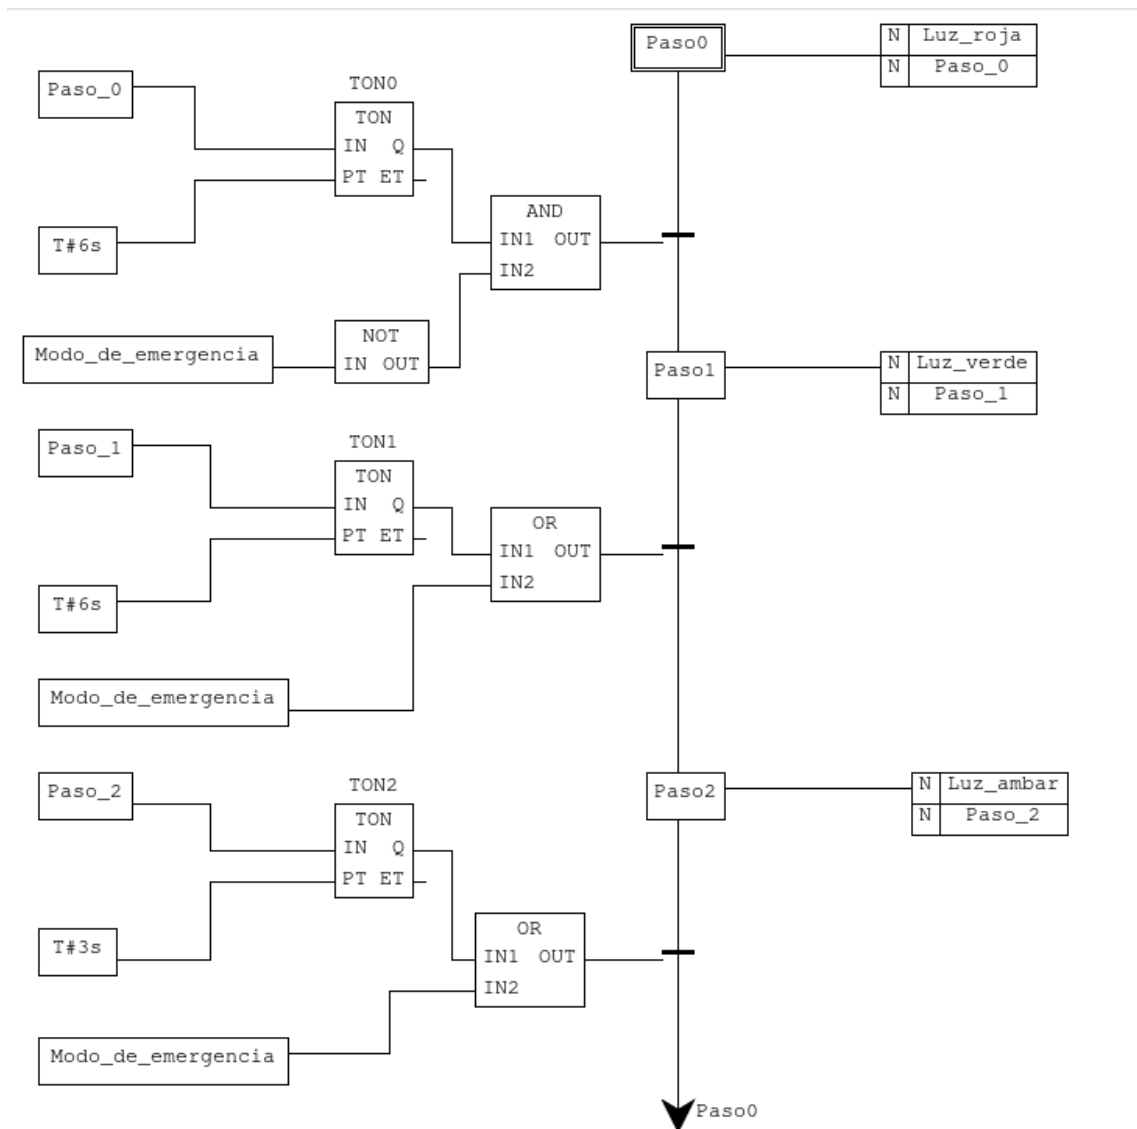 Paso0
N Luz_roja
N Paso_0
Paso_0
TON0
TON
IN Q
PT ET
T#6s
AND
IN1 OUT
IN2
Modo_de_emergencia
NOT
IN OUT
Paso1
N Luz_verde
N Paso_1
Paso_1
TON1
TON
IN Q
PT ET
T#6s
OR
IN1 OUT
IN2
Modo_de_emergencia
Paso2
N Luz_ambar
N Paso_2
Paso_2
TON2
TON
IN Q
PT ET
T#3s
OR
IN1 OUT
IN2
Modo_de_emergencia
Paso0